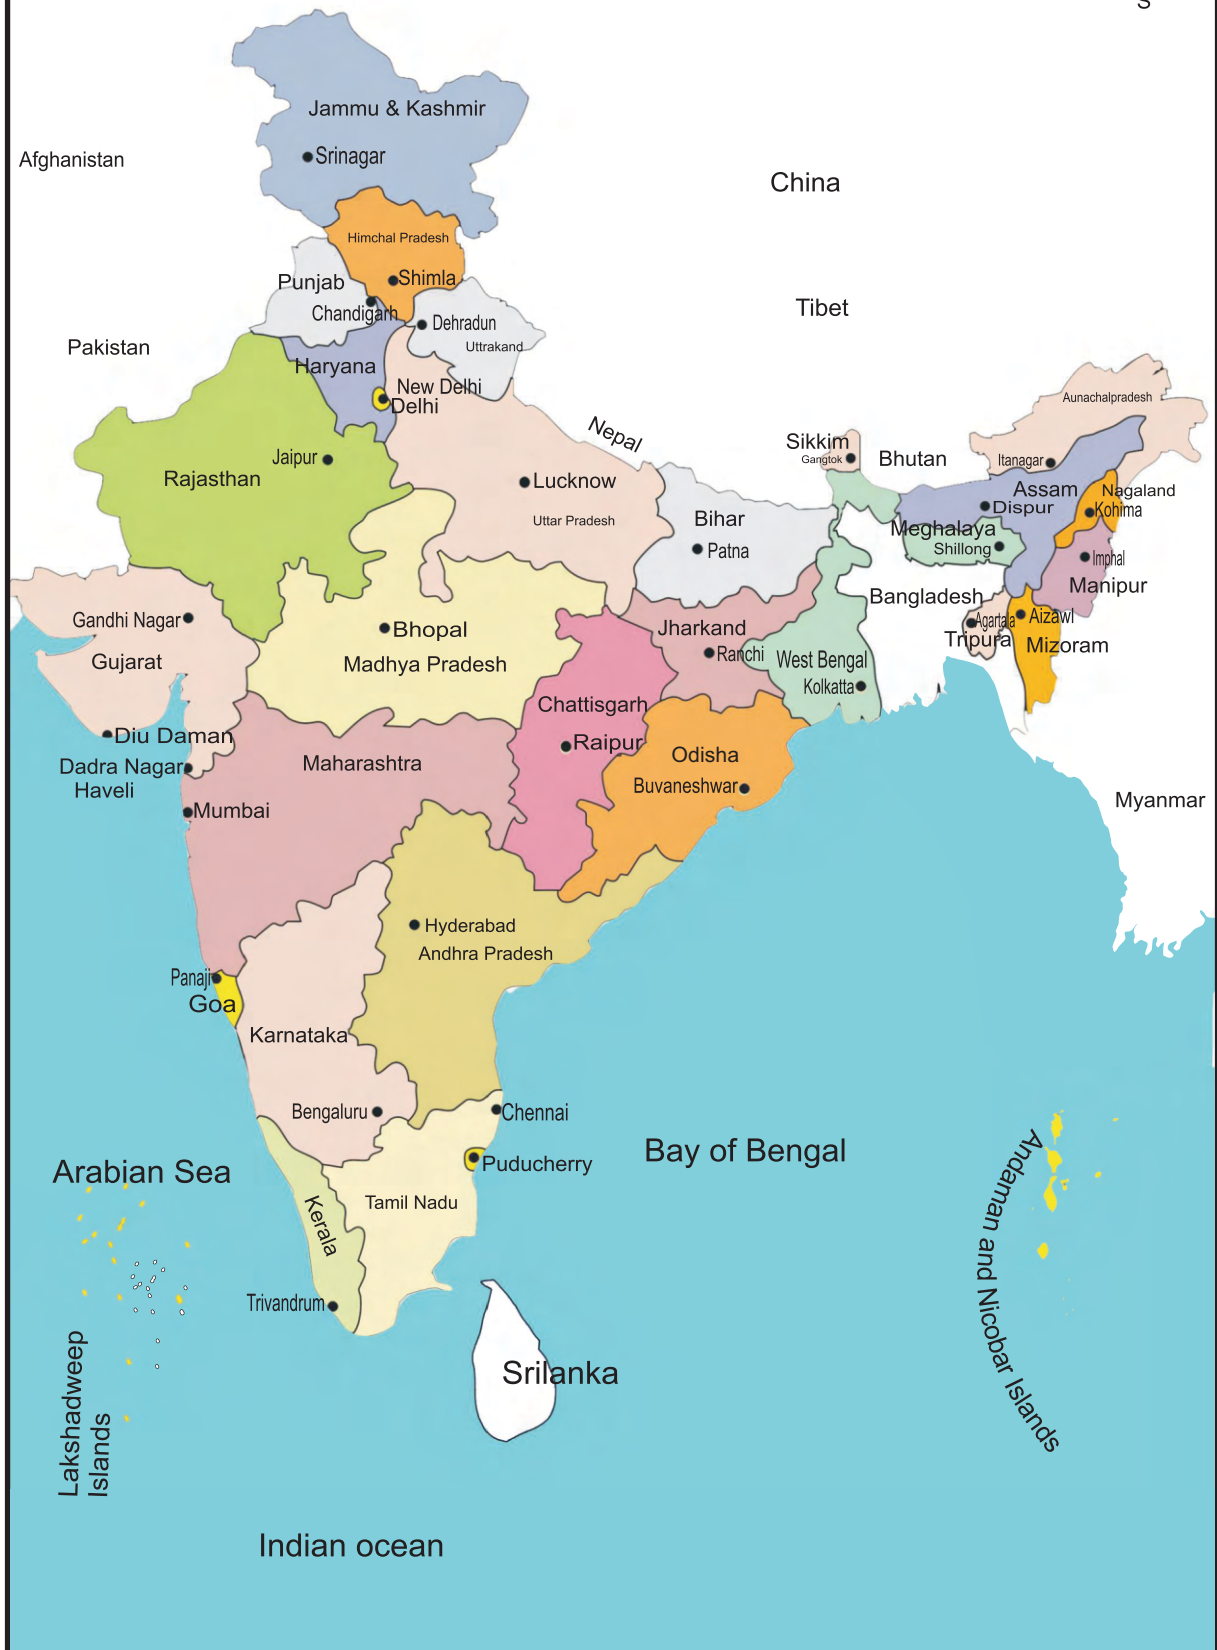 S
Jammu & Kashmir
Srinagar
Afghanistan
China
Himchal Pradesh
Shimla
Punjab
Chandigarh
Dehradun
Uttrakand
Tibet
Pakistan
Haryana
New Delhi
Delhi
Aunachalpradesh
Nepal
Sikkim
Gangtok
Bhutan
Itanagar
Jaipur
Rajasthan
Lucknow
Uttar Pradesh
Bihar
Patna
Assam
Dispur
Nagaland
Kohima
Meghalaya
Shillong
Imphal
Manipur
Bangladesh
Agartala
Tripura
Aizawl
Mizoram
Gandhi Nagar
Gujarat
Bhopal
Madhya Pradesh
Jharkand
Ranchi
West Bengal
Kolkatta
Chattisgarh
Raipur
Diu Daman
Dadra Nagar
Haveli
Maharashtra
Mumbai
Odisha
Buvaneshwar
Myanmar
Hyderabad
Andhra Pradesh
Panaji
Goa
Karnataka
Bengaluru
Chennai
Puducherry
Bay of Bengal
Arabian Sea
Tamil Nadu
Kerala
Trivandrum
Andaman and Nicobar Islands
Srilanka
Lakshadweep
Islands
Indian ocean